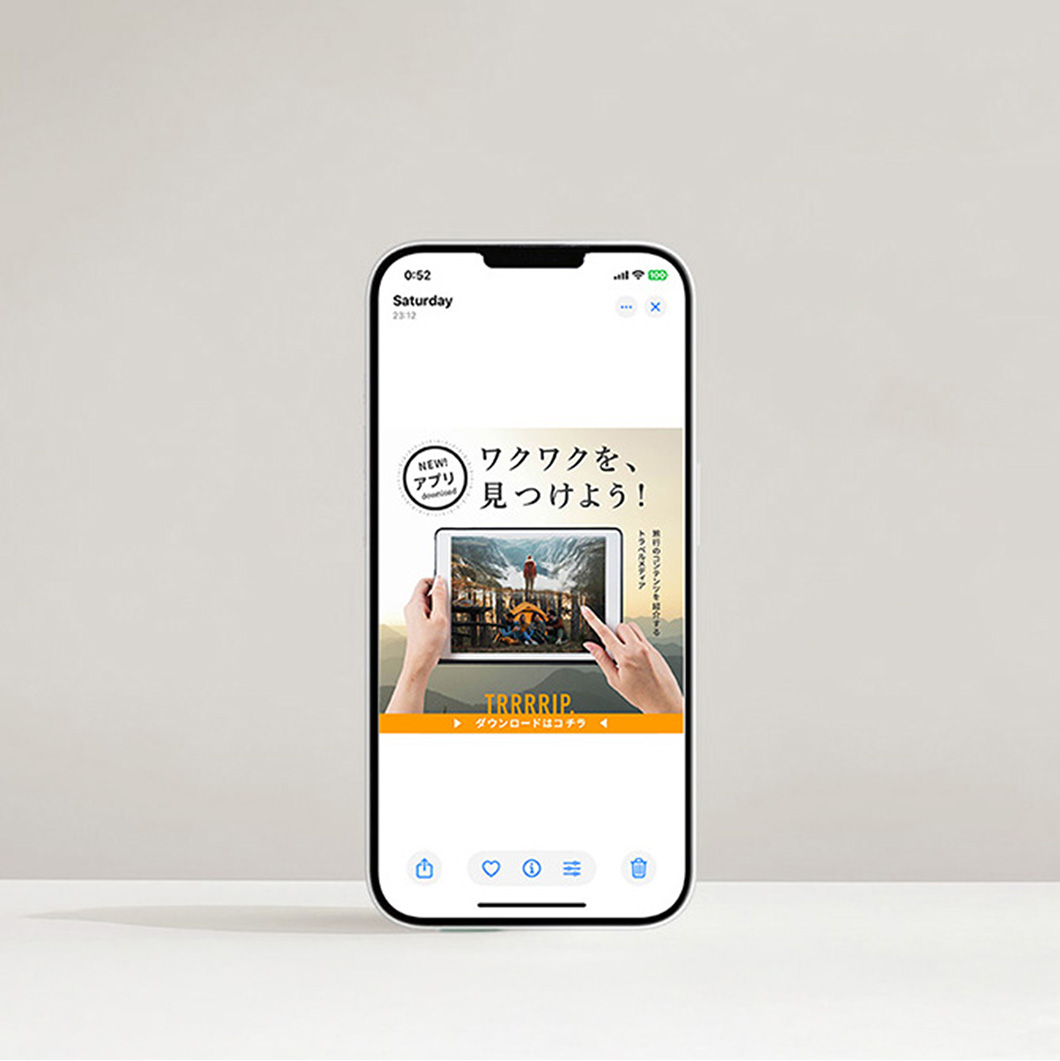 0:52
100
Saturday
23:12
NEW!
アプリ
download
ワクワクを、
見つけよう!
旅行のコンテンツを紹介する
トラベルメディア
TRRRRIP.
ダウンロードはコチラ